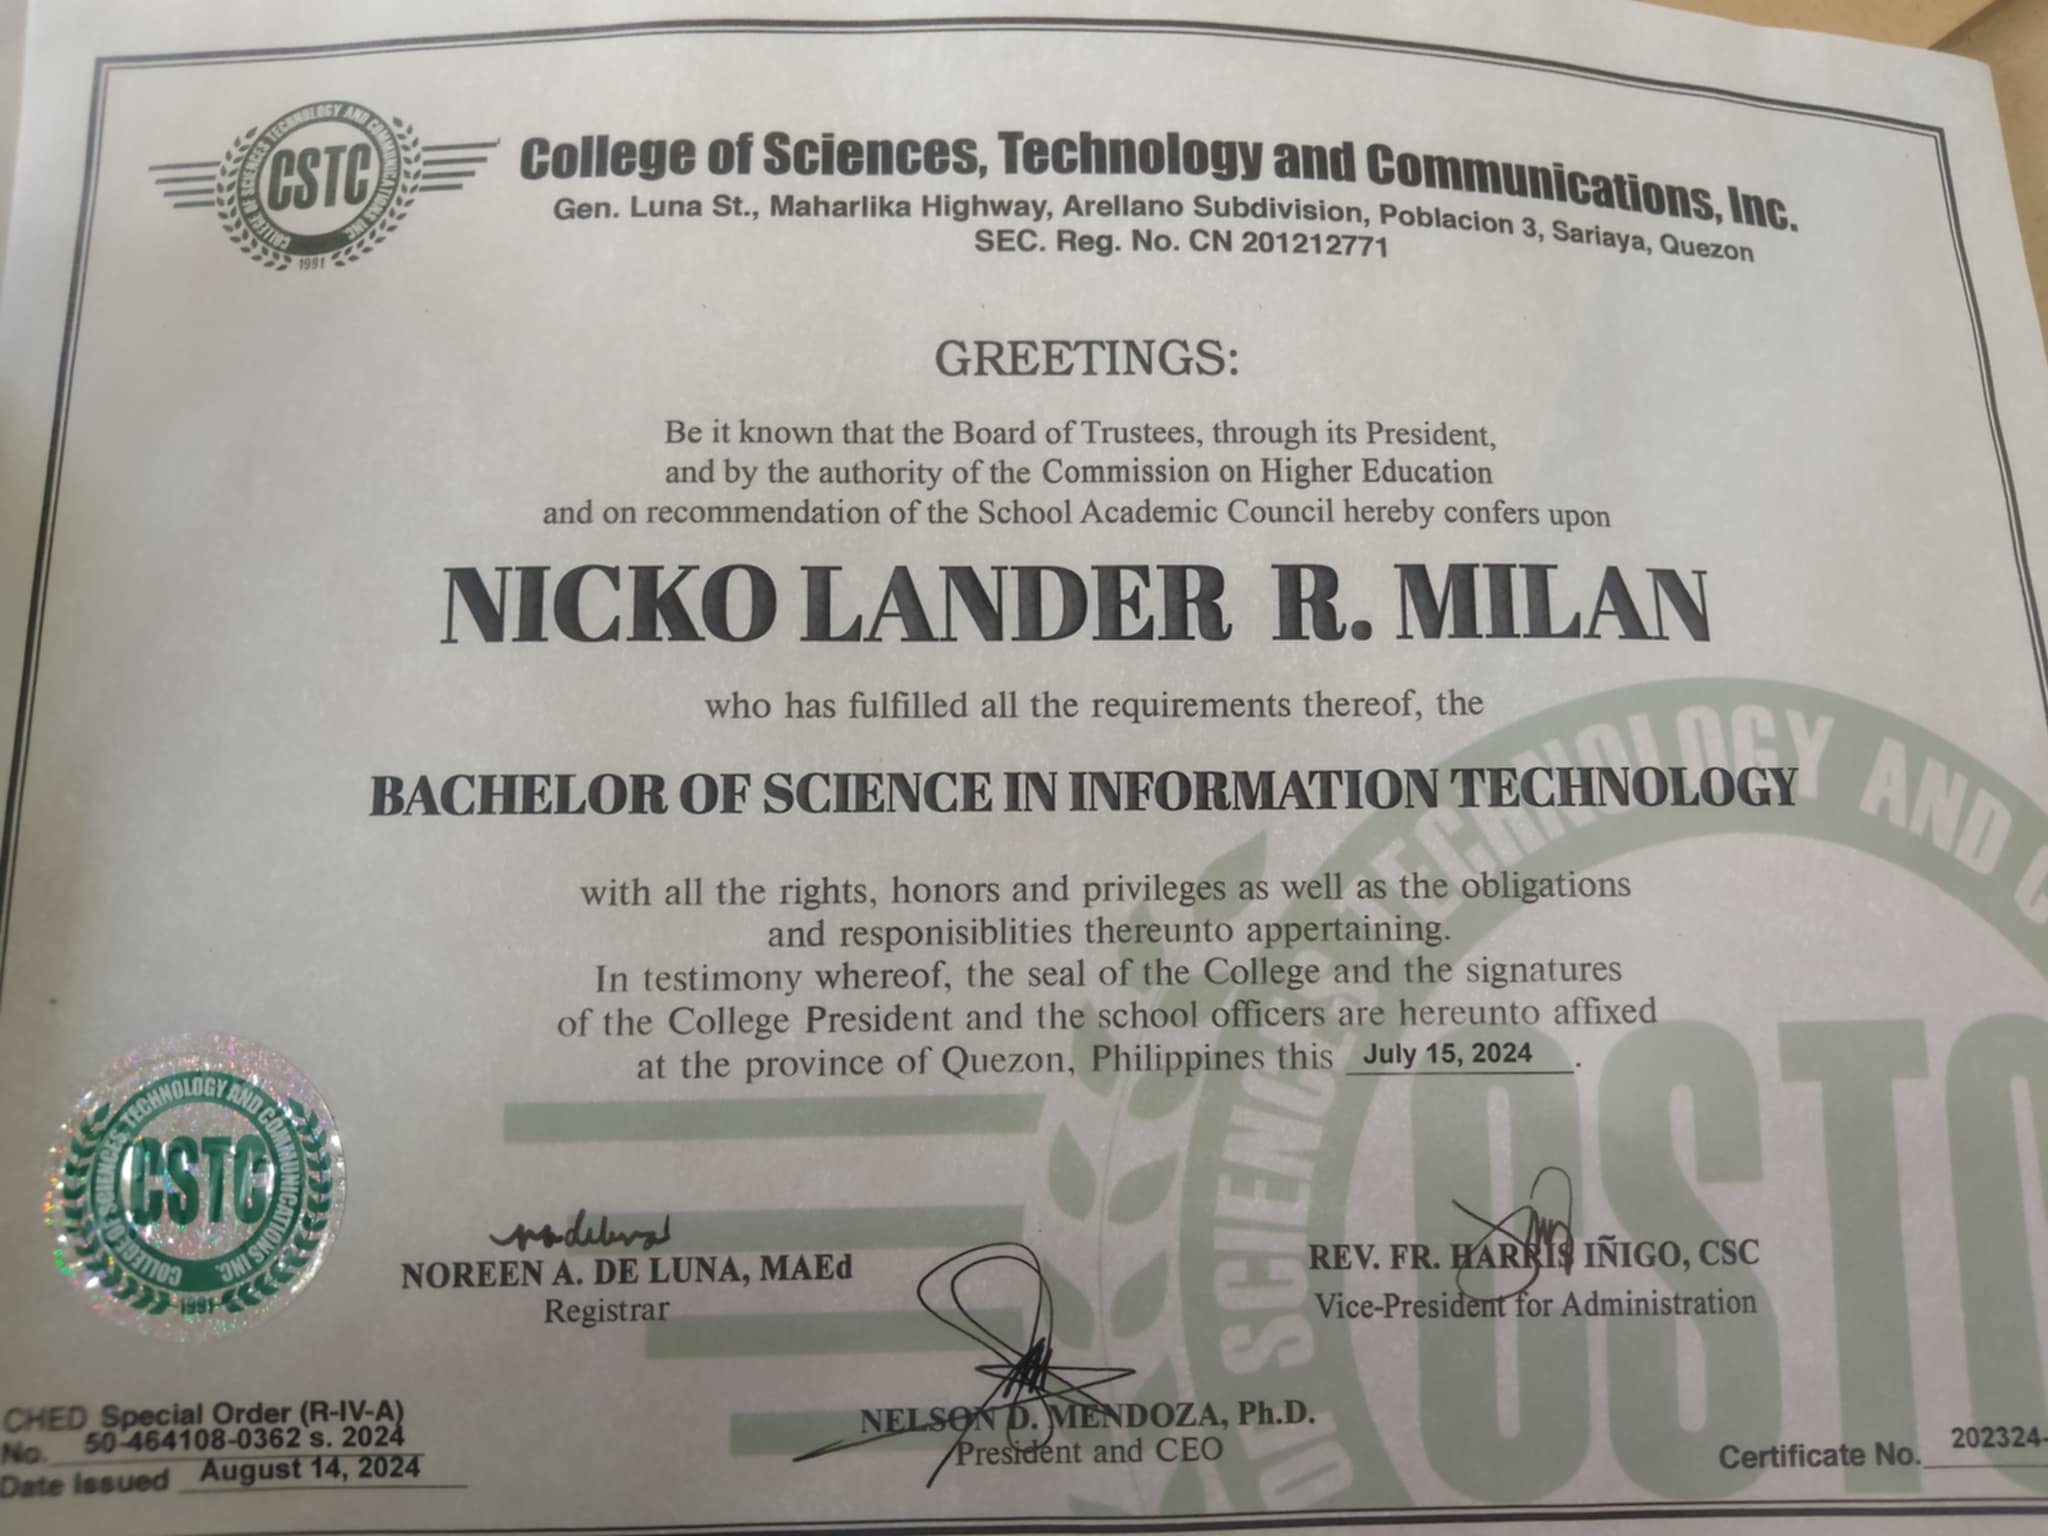 COLLEGE OF SCIENCES TECHNOLOGY AND COMMUNICATIONS INC.
CSTC
1991
College of Sciences, Technology and Communications, Inc.
Gen. Luna St., Maharlika Highway, Arellano Subdivision, Poblacion 3, Sariaya, Quezon
SEC. Reg. No. CN 201212771
GREETINGS:
Be it known that the Board of Trustees, through its President,
and by the authority of the Commission on Higher Education
and on recommendation of the School Academic Council hereby confers upon
NICKO LANDER R. MILAN
who has fulfilled all the requirements thereof, the
BACHELOR OF SCIENCE IN INFORMATION TECHNOLOGY
with all the rights, honors and privileges as well as the obligations
and responisiblities thereunto appertaining.
In testimony whereof, the seal of the College and the signatures
of the College President and the school officers are hereunto affixed
at the province of Quezon, Philippines this July 15, 2024.
COLLEGE OF SCIENCES TECHNOLOGY AND COMMUNICATIONS INC.
CSTC
1991
OF SCIENCES TECHNOLOGY AND C
CSTC
NOREEN A. DE LUNA, MAEd
Registrar
REV. FR. HARRIS IÑIGO, CSC
Vice-President for Administration
NELSON D. MENDOZA, Ph.D.
President and CEO
CHED Special Order (R-IV-A)
No. 50-464108-0362 s. 2024
Date Issued August 14, 2024
Certificate No. 202324-